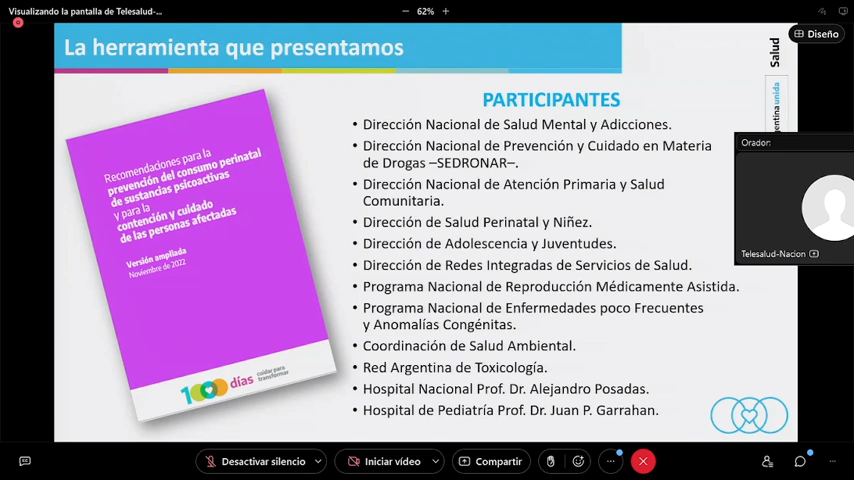 Visualizando la pantalla de Telesalud-...
62%
Diseño
La herramienta que presentamos
Salud
entina unida
Recomendaciones para la
prevención del consumo perinatal
de sustancias psicoactivas
y para la
contención y cuidado
de las personas afectadas
Versión ampliada
Noviembre de 2022
1000 días
cuidar para
transformar
PARTICIPANTES
• Dirección Nacional de Salud Mental y Adicciones.
• Dirección Nacional de Prevención y Cuidado en Materia
de Drogas –SEDRONAR–.
• Dirección Nacional de Atención Primaria y Salud
Comunitaria.
• Dirección de Salud Perinatal y Niñez.
• Dirección de Adolescencia y Juventudes.
• Dirección de Redes Integradas de Servicios de Salud.
• Programa Nacional de Reproducción Médicamente Asistida.
• Programa Nacional de Enfermedades poco Frecuentes
y Anomalías Congénitas.
• Coordinación de Salud Ambiental.
• Red Argentina de Toxicología.
• Hospital Nacional Prof. Dr. Alejandro Posadas.
• Hospital de Pediatría Prof. Dr. Juan P. Garrahan.
Orador:
Telesalud-Nacion
Desactivar silencio
Iniciar vídeo
Compartir